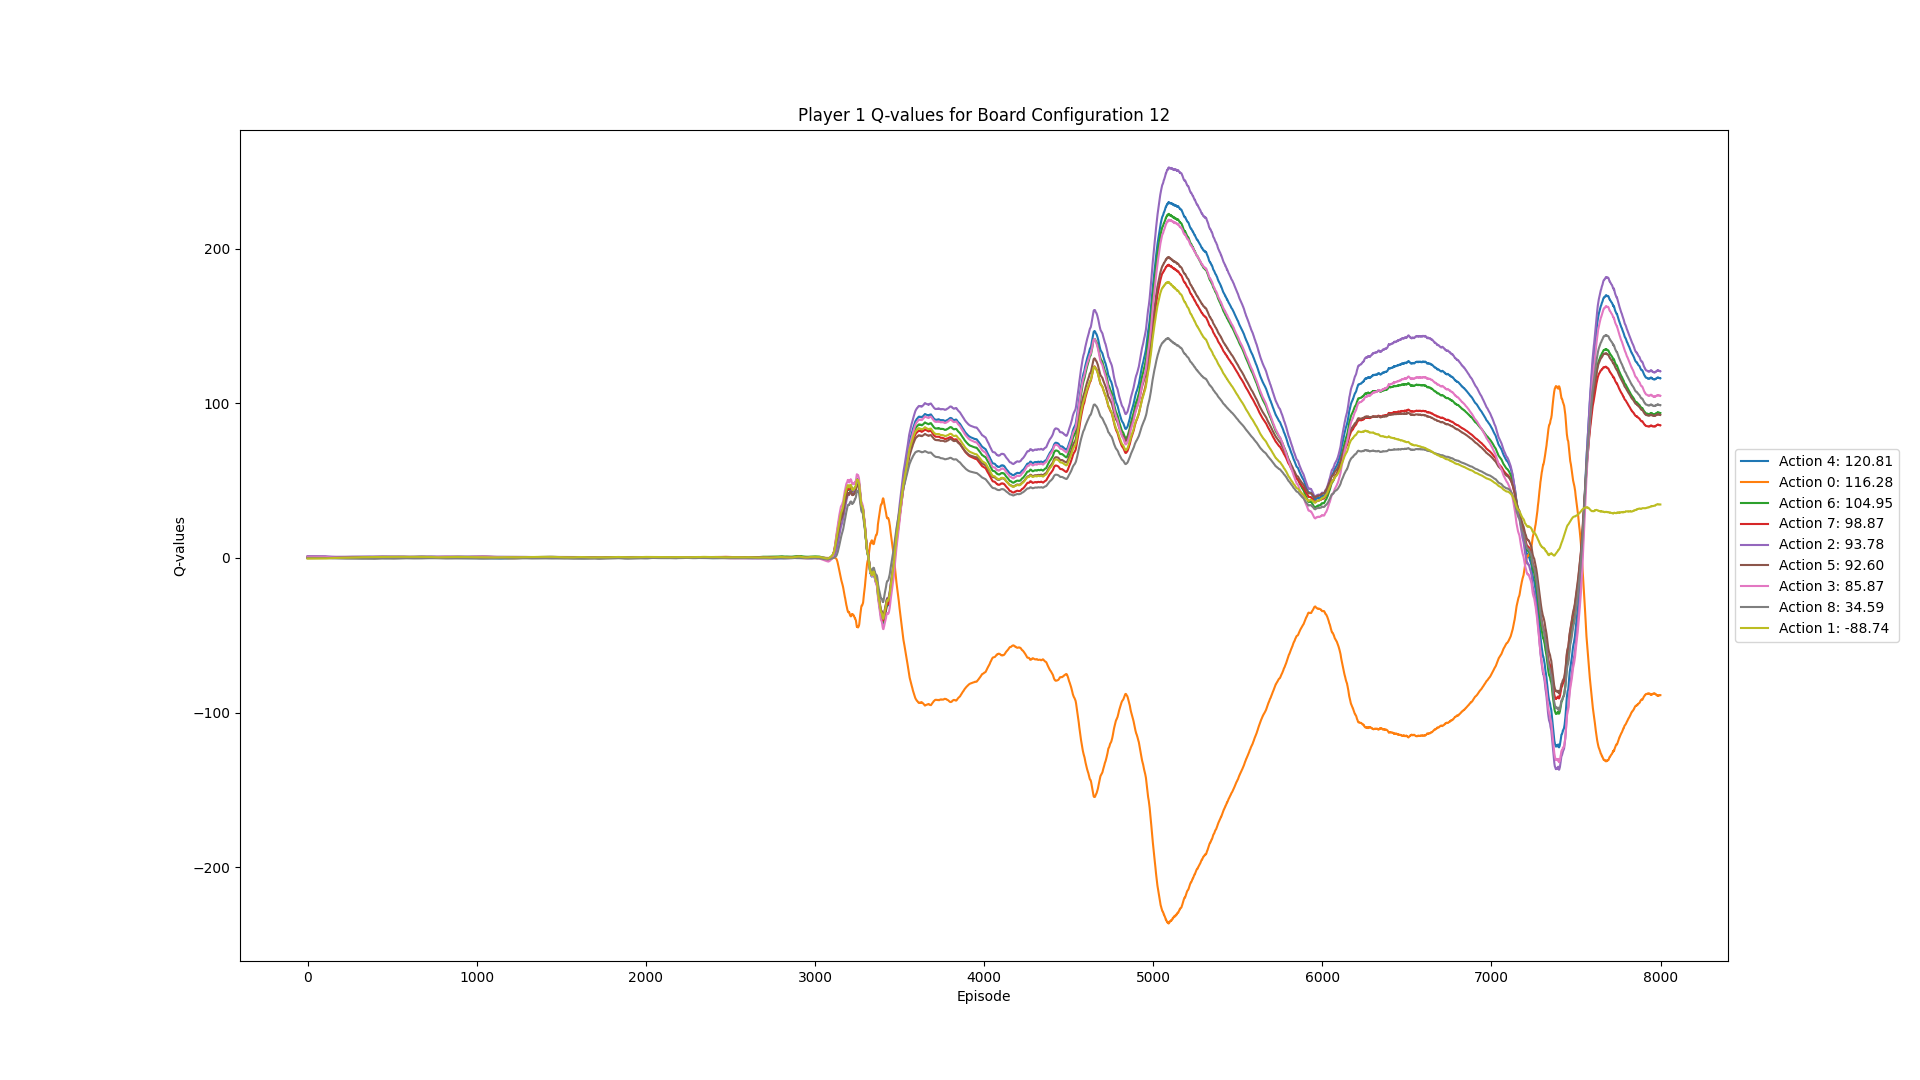 Player 1 Q-values for Board Configuration 12
Q-values
200
100
0
−100
−200
0
1000
2000
3000
4000
5000
6000
7000
8000
Episode
Action 4: 120.81
Action 0: 116.28
Action 6: 104.95
Action 7: 98.87
Action 2: 93.78
Action 5: 92.60
Action 3: 85.87
Action 8: 34.59
Action 1: -88.74